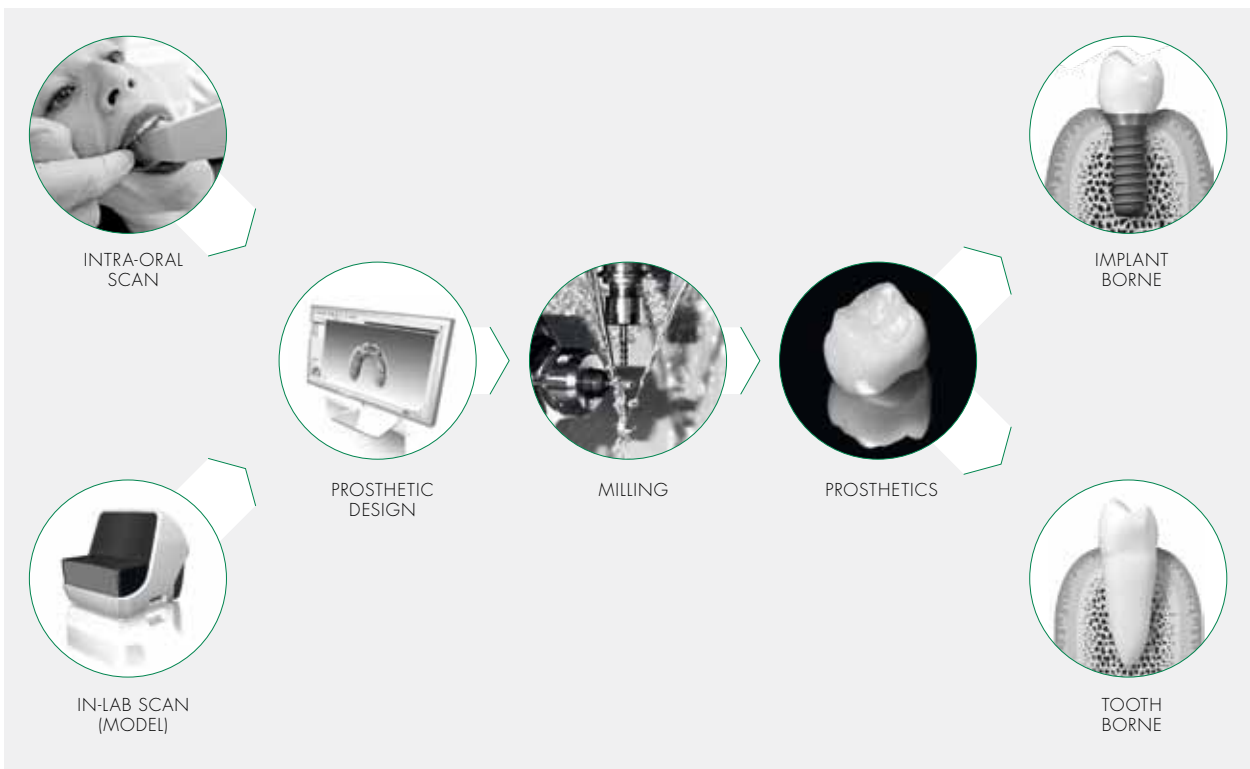 INTRA-ORAL
SCAN
IMPLANT
BORNE
PROSTHETIC
DESIGN
MILLING
PROSTHETICS
IN-LAB SCAN
(MODEL)
TOOTH
BORNE